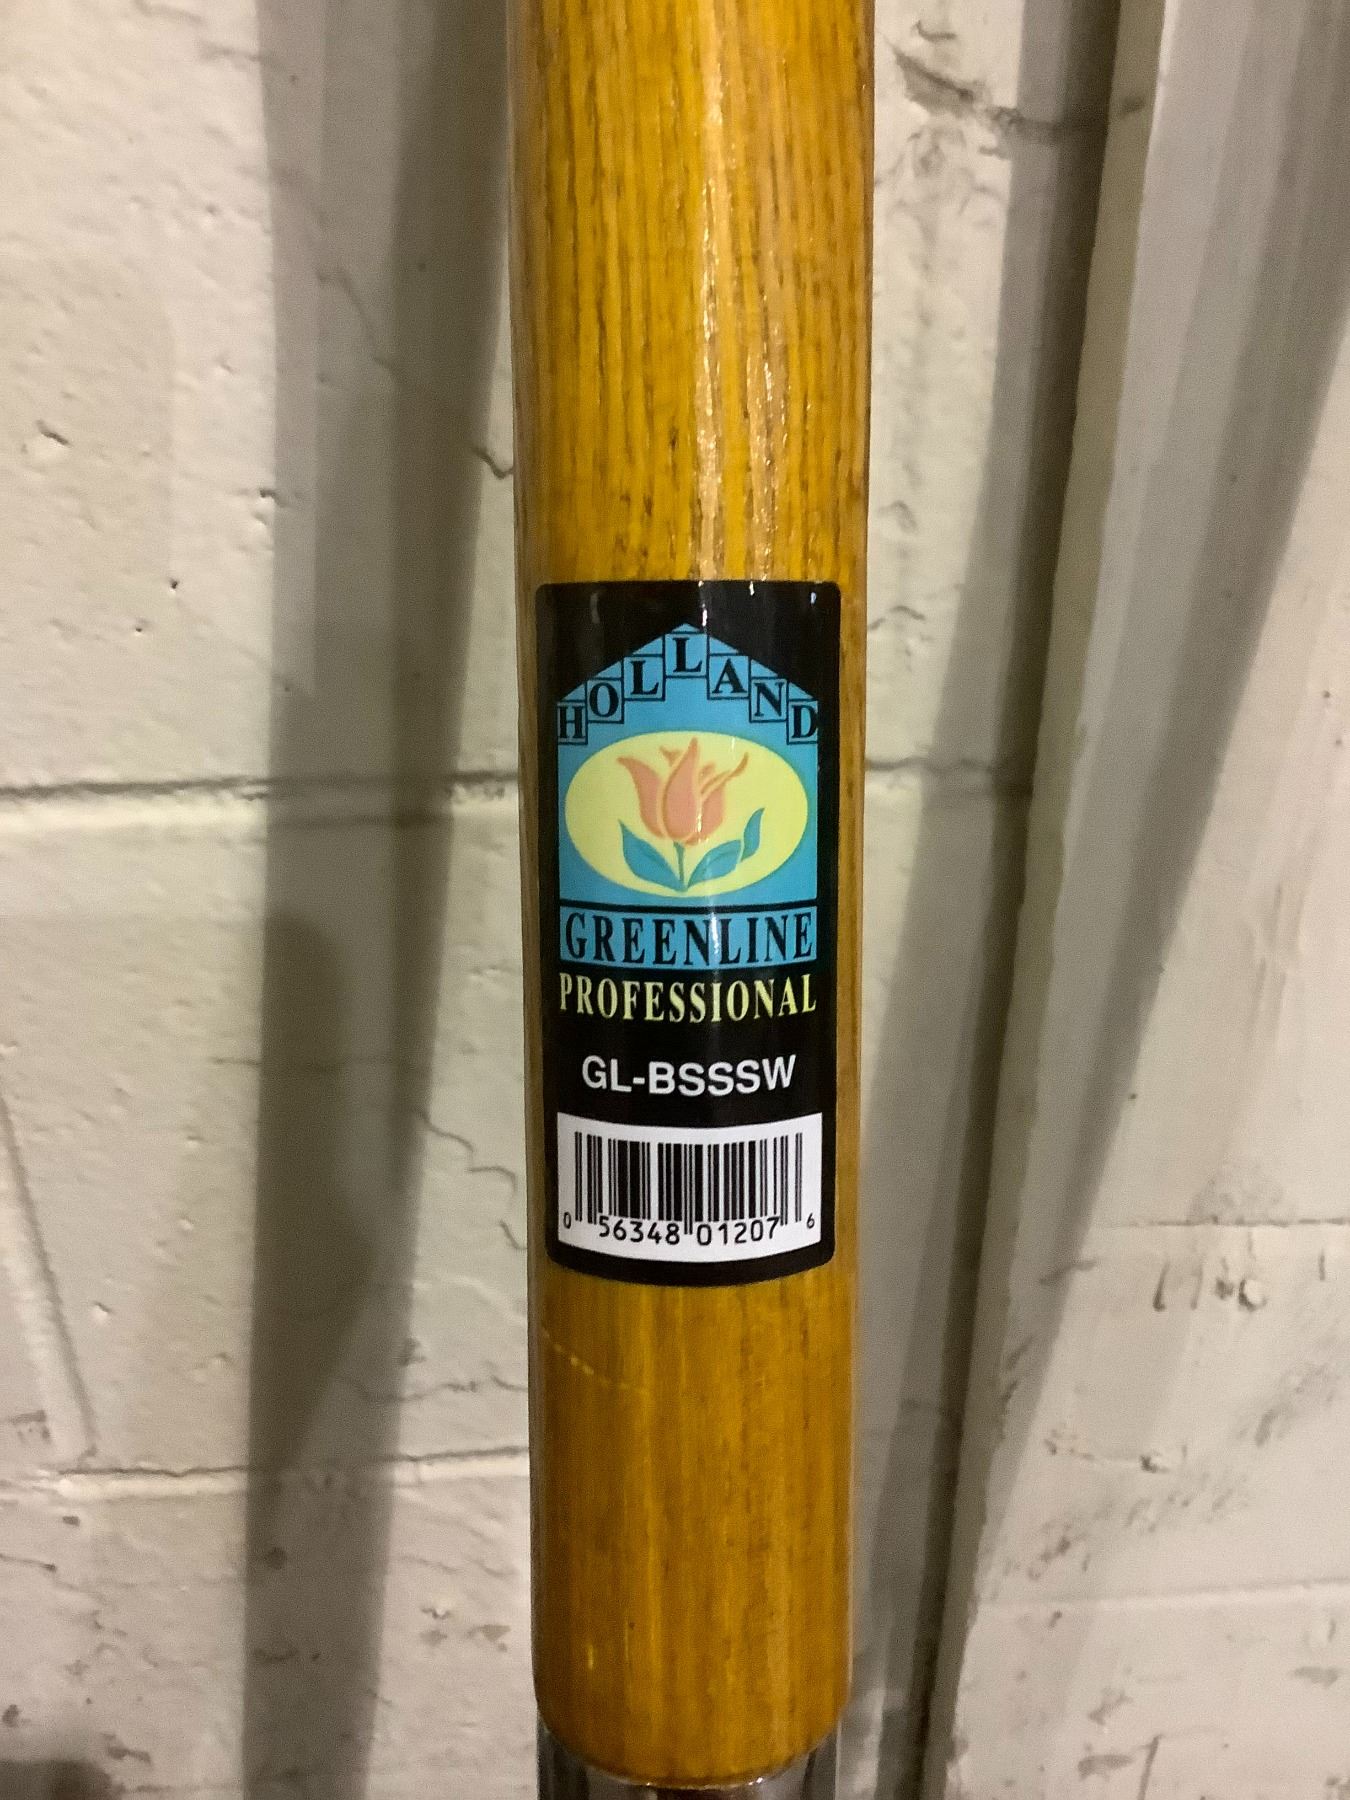 HOLLAND
GREENLINE
PROFESSIONAL
GL-BSSSW
0 56348 01207 6